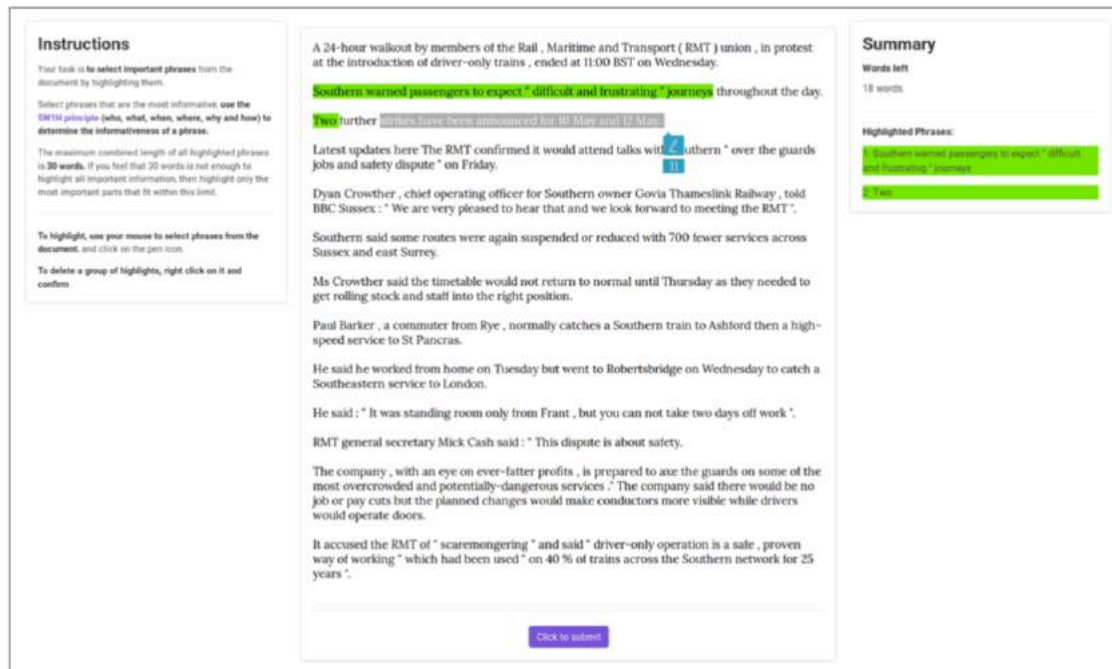 Instructions
Your task is to select important phrases from the
document by highlighting them.
Select phrases that are the most informative, use the
5W1H principle (who, what, when, where, why and how) to
determine the informativeness of a phrase.
The maximum combined length of all highlighted phrases
is 30 words. If you feel that 30 words is not enough to
highlight all important information, then highlight only the
most important parts that fit within this limit.
To highlight, use your mouse to select phrases from the
document, and click on the pen icon.
To delete a group of highlights, right click on it and
confirm.
A 24-hour walkout by members of the Rail , Maritime and Transport ( RMT ) union , in protest
at the introduction of driver-only trains , ended at 11:00 BST on Wednesday.
Southern warned passengers to expect " difficult and frustrating " journeys throughout the day.
Two further strikes have been announced for 10 May and 12 May.
Latest updates here The RMT confirmed it would attend talks with uthern " over the guards
11
jobs and safety dispute " on Friday.
Dyan Crowther , chief operating officer for Southern owner Govia Thameslink Railway , told
BBC Sussex : " We are very pleased to hear that and we look forward to meeting the RMT ".
Southern said some routes were again suspended or reduced with 700 fewer services across
Sussex and east Surrey.
Ms Crowther said the timetable would not return to normal until Thursday as they needed to
get rolling stock and staff into the right position.
Paul Barker , a commuter from Rye , normally catches a Southern train to Ashford then a high-
speed service to St Pancras.
He said he worked from home on Tuesday but went to Robertsbridge on Wednesday to catch a
Southeastern service to London.
He said : " It was standing room only from Frant , but you can not take two days off work ".
RMT general secretary Mick Cash said : " This dispute is about safety.
The company , with an eye on ever-fatter profits , is prepared to axe the guards on some of the
most overcrowded and potentially-dangerous services ." The company said there would be no
job or pay cuts but the planned changes would make conductors more visible while drivers
would operate doors.
It accused the RMT of " scaremongering " and said " driver-only operation is a safe , proven
way of working " which had been used " on 40 % of trains across the Southern network for 25
years ".
Click to submit
Summary
Words left
18 words.
Highlighted Phrases:
1: Southern warned passengers to expect " difficult
and frustrating " journeys
2: Two